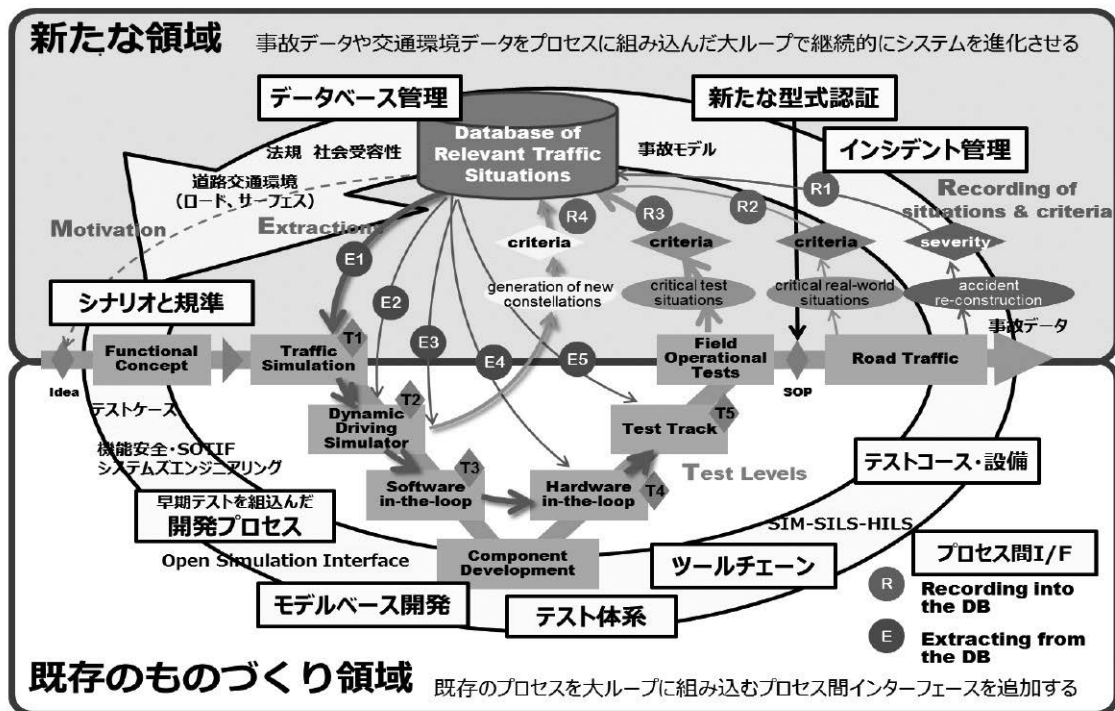 新たな領域
事故データや交通環境データをプロセスに組み込んだ大ループで継続的にシステムを進化させる
データベース管理
新たな型式認証
インシデント管理
Database of
Relevant Traffic
Situations
法規 社会受容性
事故モデル
道路交通環境
（ロード、サーフェス）
Motivation
Extractions
Recording of
situations & criteria
R1
R2
R3
R4
criteria
criteria
criteria
severity
E1
E2
E3
E4
E5
generation of new
constellations
critical test
situations
critical real-world
situations
accident
re-construction
事故データ
シナリオと規準
Idea
Functional
Concept
Traffic
Simulation
T1
Field
Operational
Tests
SOP
Road Traffic
テストケース
Dynamic
Driving
Simulator
T2
Test Track
T5
機能安全・SOTIF
システムズエンジニアリング
Software
in-the-loop
T3
Hardware
in-the-loop
T4
Test Levels
テストコース・設備
早期テストを組込んだ
開発プロセス
SIM-SILS-HILS
Open Simulation Interface
Component
Development
ツールチェーン
プロセス間I/F
モデルベース開発
テスト体系
R
Recording into
the DB
E
Extracting from
the DB
既存のものづくり領域
既存のプロセスを大ループに組み込むプロセス間インターフェースを追加する